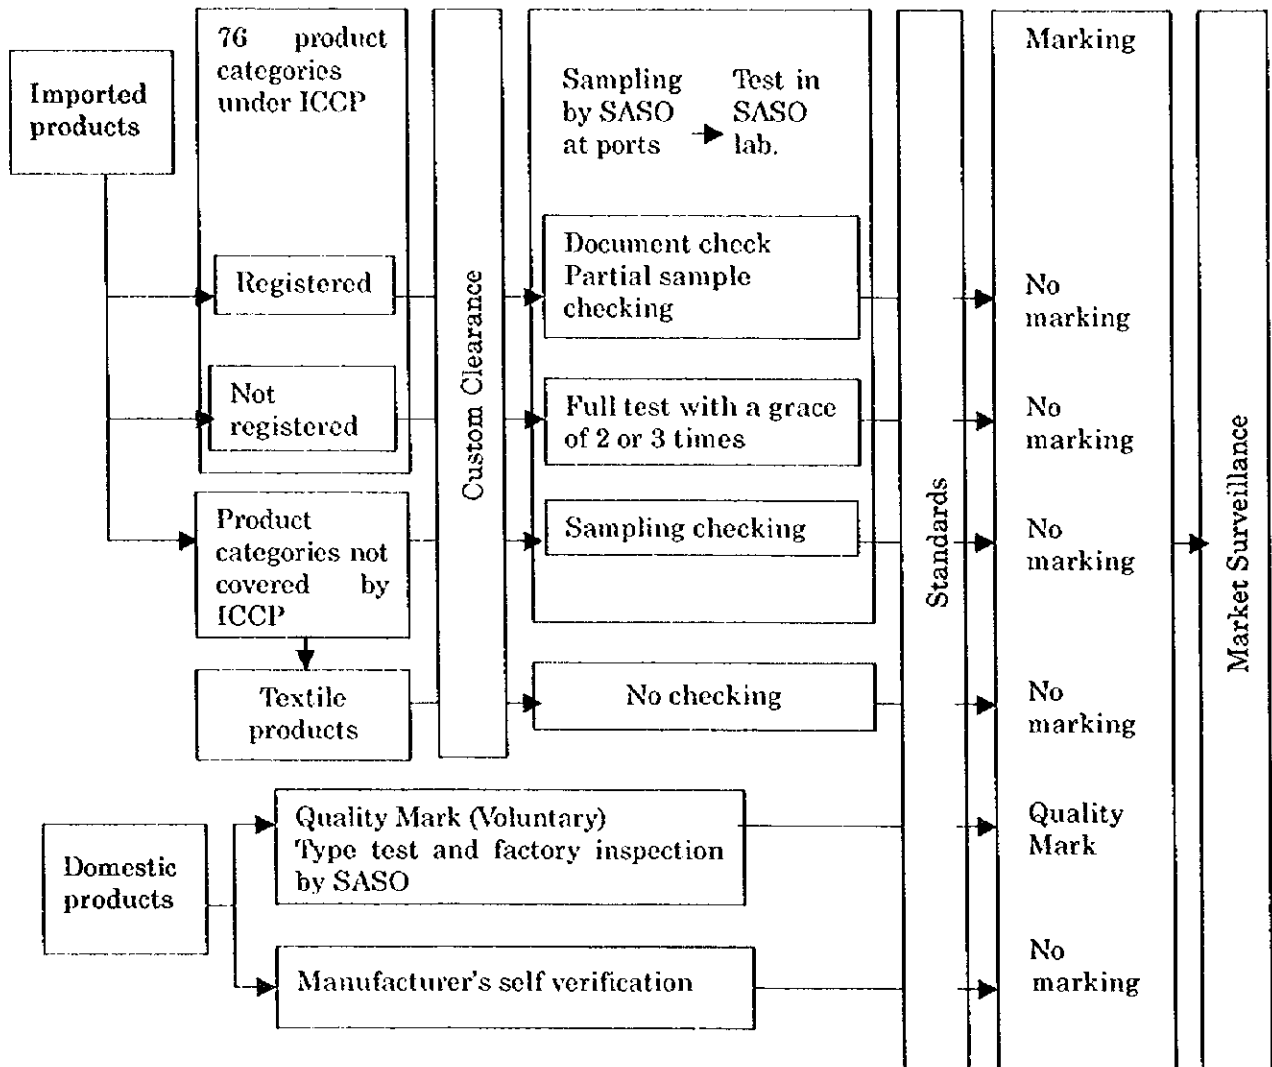 76 product
categories
under ICCP
Marking
Imported
products
Sampling
by SASO
at ports
Test in
SASO
lab.
Registered
Document check
Partial sample
checking
No
marking
Not
registered
Full test with a grace
of 2 or 3 times
No
marking
Custom Clearance
Product
categories not
covered by
ICCP
Sampling checking
No
marking
Standards
Market Surveillance
Textile
products
No checking
No
marking
Domestic
products
Quality Mark (Voluntary)
Type test and factory inspection
by SASO
Quality
Mark
Manufacturer's self verification
No
marking